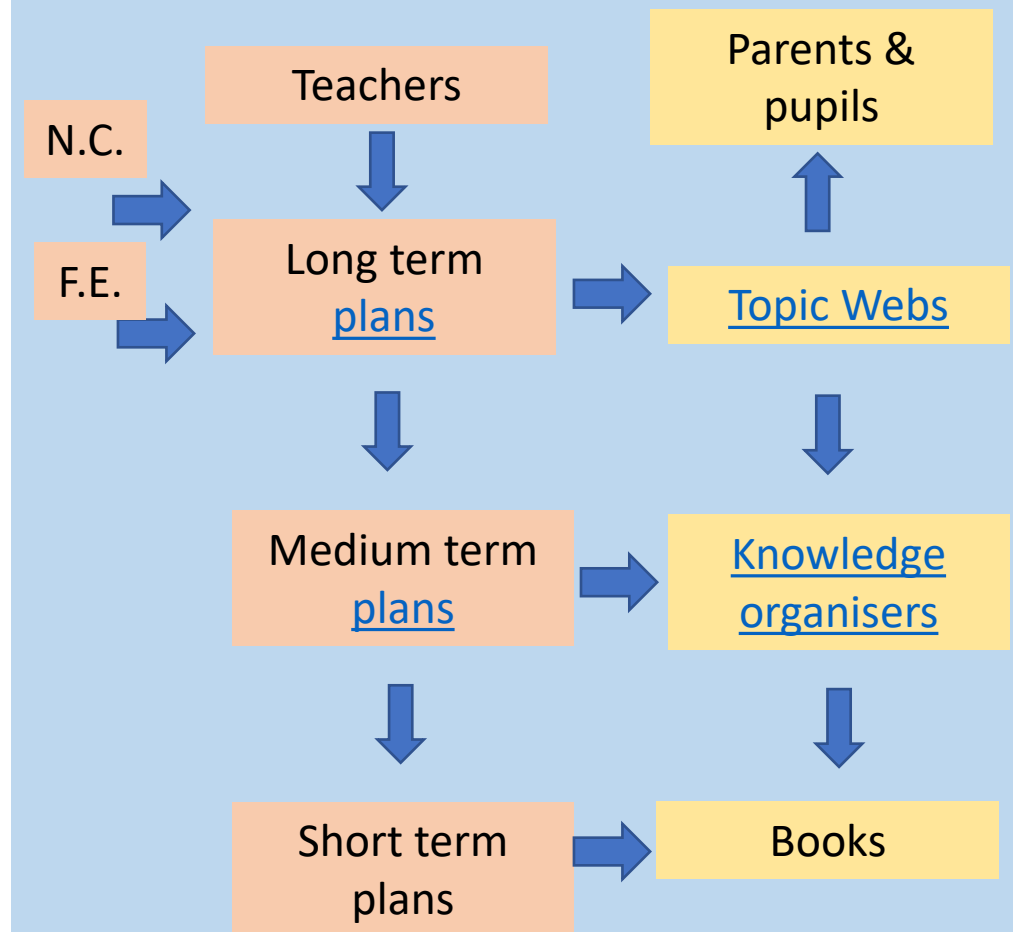 Teachers
Parents &
pupils
N.C.
F.E.
Long term
plans
Topic Webs
Medium term
plans
Knowledge
organisers
Short term
plans
Books